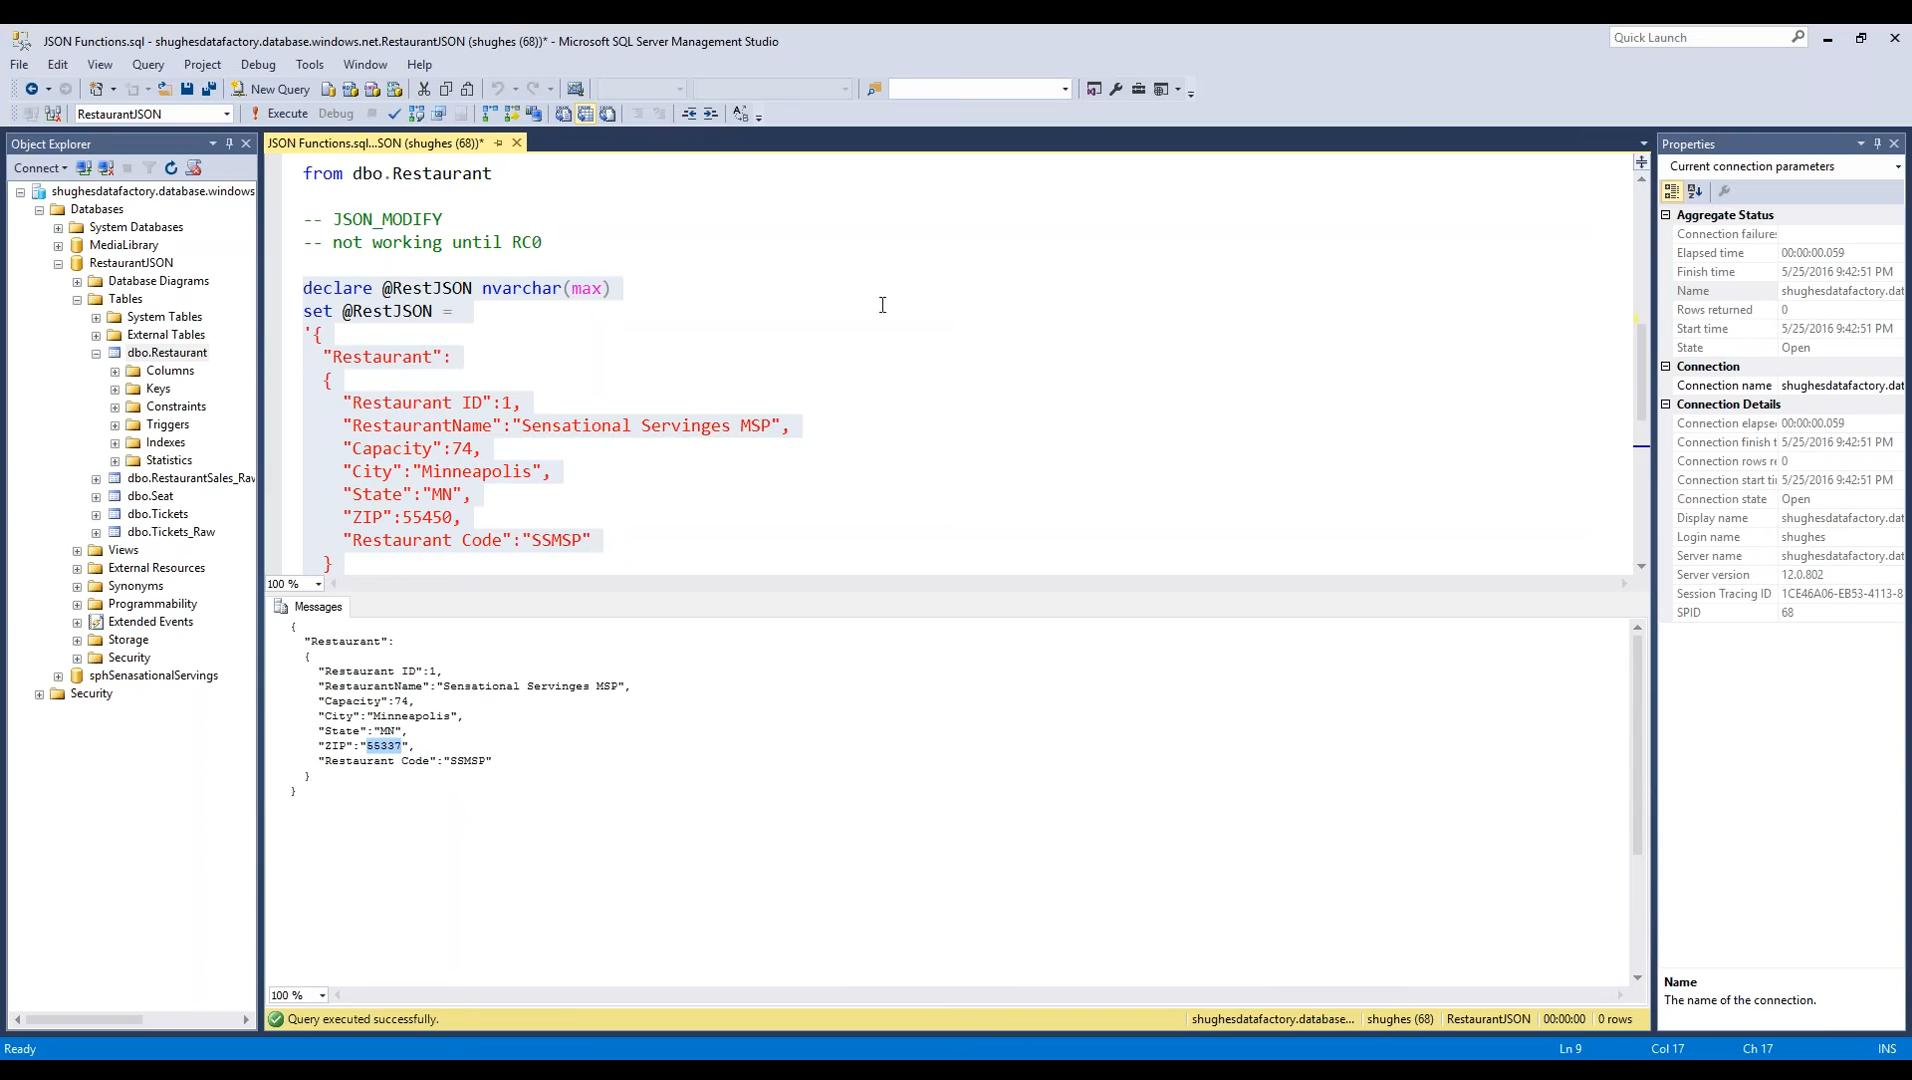 JSON Functions.sql - shughesdatafactory.database.windows.net.RestaurantJSON (shughes (68))* - Microsoft SQL Server Management Studio
Quick Launch
File Edit View Query Project Debug Tools Window Help
New Query
RestaurantJSON
Execute Debug
Object Explorer
Connect
shughesdatafactory.database.windows
Databases
System Databases
MediaLibrary
RestaurantJSON
Database Diagrams
Tables
System Tables
External Tables
dbo.Restaurant
Columns
Keys
Constraints
Triggers
Indexes
Statistics
dbo.RestaurantSales_Raw
dbo.Seat
dbo.Tickets
dbo.Tickets_Raw
Views
External Resources
Synonyms
Programmability
Extended Events
Storage
Security
sphSenasationalServings
Security
JSON Functions.sql...SON (shughes (68))*
from dbo.Restaurant
-- JSON_MODIFY
-- not working until RC0
declare @RestJSON nvarchar(max)
set @RestJSON =
'{
"Restaurant":
{
"Restaurant ID":1,
"RestaurantName":"Sensational Servinges MSP",
"Capacity":74,
"City":"Minneapolis",
"State":"MN",
"ZIP":55450,
"Restaurant Code":"SSMSP"
}
100 %
Messages
{
"Restaurant":
{
"Restaurant ID":1,
"RestaurantName":"Sensational Servinges MSP",
"Capacity":74,
"City":"Minneapolis",
"State":"MN",
"ZIP":"55337",
"Restaurant Code":"SSMSP"
}
}
100 %
Query executed successfully.
shughesdatafactory.database... shughes (68) RestaurantJSON 00:00:00 0 rows
Properties
Current connection parameters
Aggregate Status
Connection failures
Elapsed time 00:00:00.059
Finish time 5/25/2016 9:42:51 PM
Name shughesdatafactory.dat
Rows returned 0
Start time 5/25/2016 9:42:51 PM
State Open
Connection
Connection name shughesdatafactory.dat
Connection Details
Connection elapse 00:00:00.059
Connection finish t 5/25/2016 9:42:51 PM
Connection rows re 0
Connection start ti 5/25/2016 9:42:51 PM
Connection state Open
Display name shughesdatafactory.dat
Login name shughes
Server name shughesdatafactory.dat
Server version 12.0.802
Session Tracing ID 1CE46A06-EB53-4113-8
SPID 68
Name
The name of the connection.
Ready
Ln 9 Col 17 Ch 17 INS